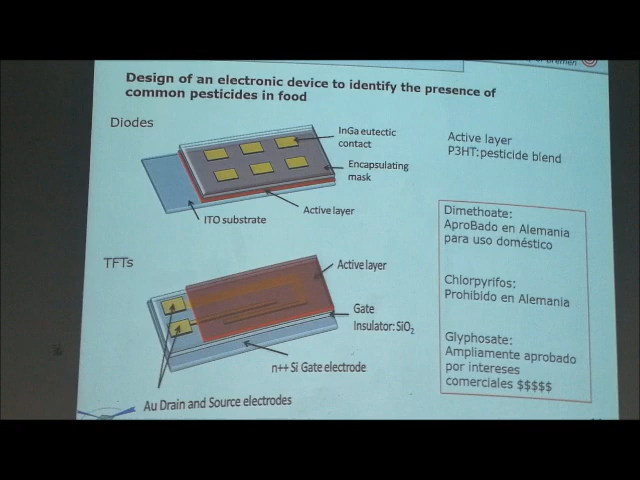 Bremen
Design of an electronic device to identify the presence of
common pesticides in food
Diodes
InGa eutectic
contact
Encapsulating
mask
Active layer
ITO substrate
Active layer
P3HT:pesticide blend
Dimethoate:
AproBado en Alemania
para uso doméstico
Chlorpyrifos:
Prohibido en Alemania
Glyphosate:
Ampliamente aprobado
por intereses
comerciales $$$$$
TFTs
Active layer
Gate
Insulator: SiO₂
n++ Si Gate electrode
Au Drain and Source electrodes